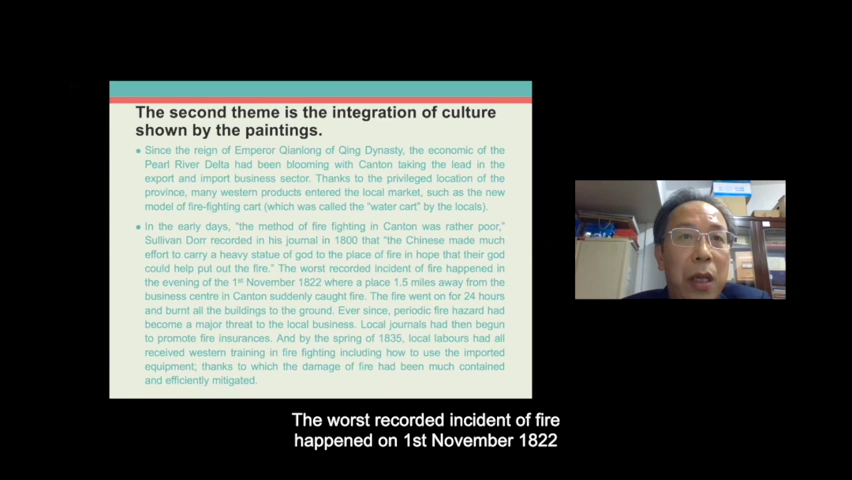 The second theme is the integration of culture
shown by the paintings.
● Since the reign of Emperor Qianlong of Qing Dynasty, the economic of the
Pearl River Delta had been blooming with Canton taking the lead in the
export and import business sector. Thanks to the privileged location of the
province, many western products entered the local market, such as the new
model of fire-fighting cart (which was called the “water cart” by the locals).
● In the early days, “the method of fire fighting in Canton was rather poor,”
Sullivan Dorr recorded in his journal in 1800 that “the Chinese made much
effort to carry a heavy statue of god to the place of fire in hope that their god
could help put out the fire.” The worst recorded incident of fire happened in
the evening of the 1st November 1822 where a place 1.5 miles away from the
business centre in Canton suddenly caught fire. The fire went on for 24 hours
and burnt all the buildings to the ground. Ever since, periodic fire hazard had
become a major threat to the local business. Local journals had then begun
to promote fire insurances. And by the spring of 1835, local labours had all
received western training in fire fighting including how to use the imported
equipment; thanks to which the damage of fire had been much contained
and efficiently mitigated.
The worst recorded incident of fire
happened on 1st November 1822